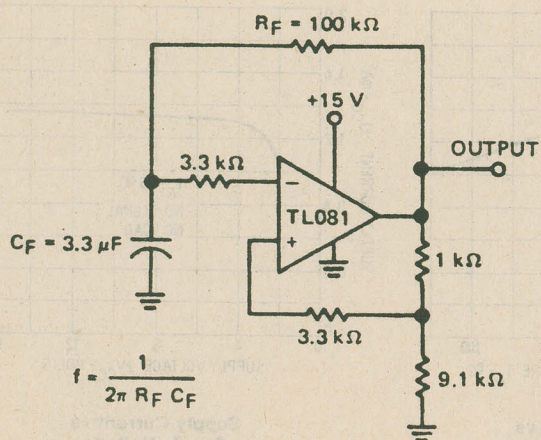 RF = 100 kΩ
+15 V
OUTPUT
3.3 kΩ
−
TL081
+
CF = 3.3 μF
1 kΩ
3.3 kΩ
9.1 kΩ
f = 1 / 2π RF CF